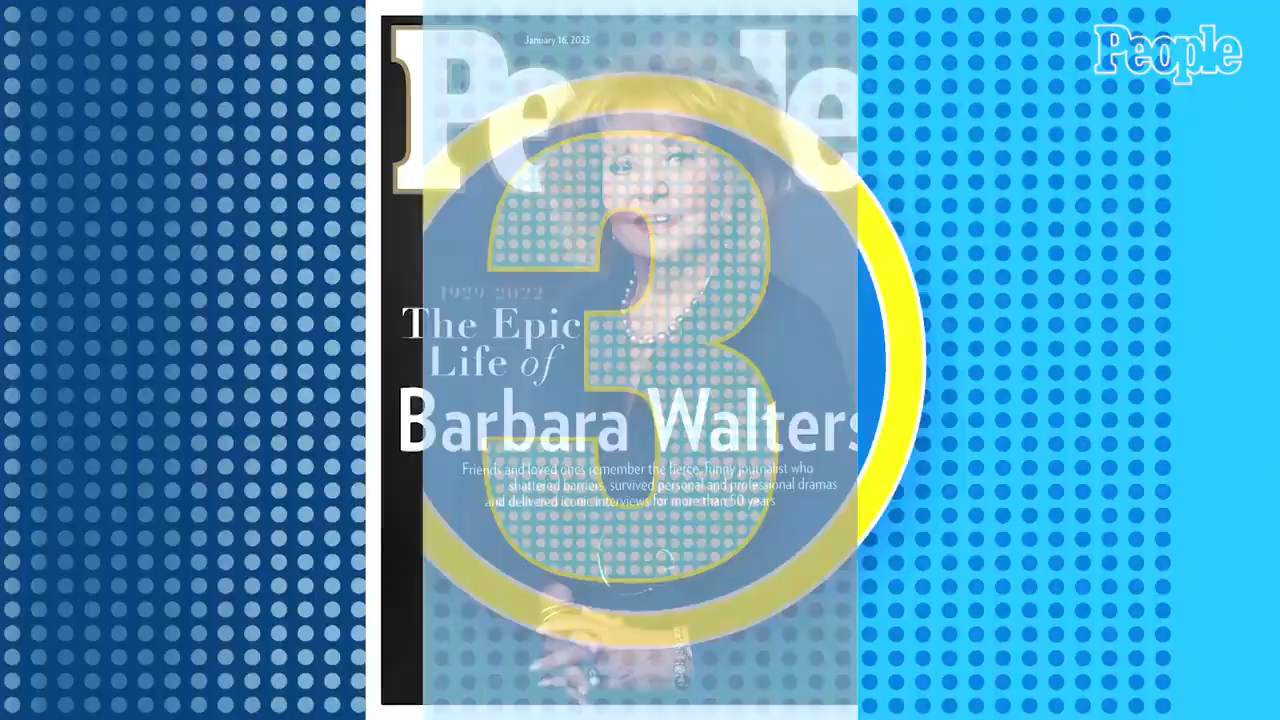 People
January 16, 2023
People
3
1929-2022
The Epic
Life of
Barbara Walters
Friends and loved ones remember the fierce, funny journalist who
shattered barriers, survived personal and professional dramas
and delivered iconic interviews for more than 50 years